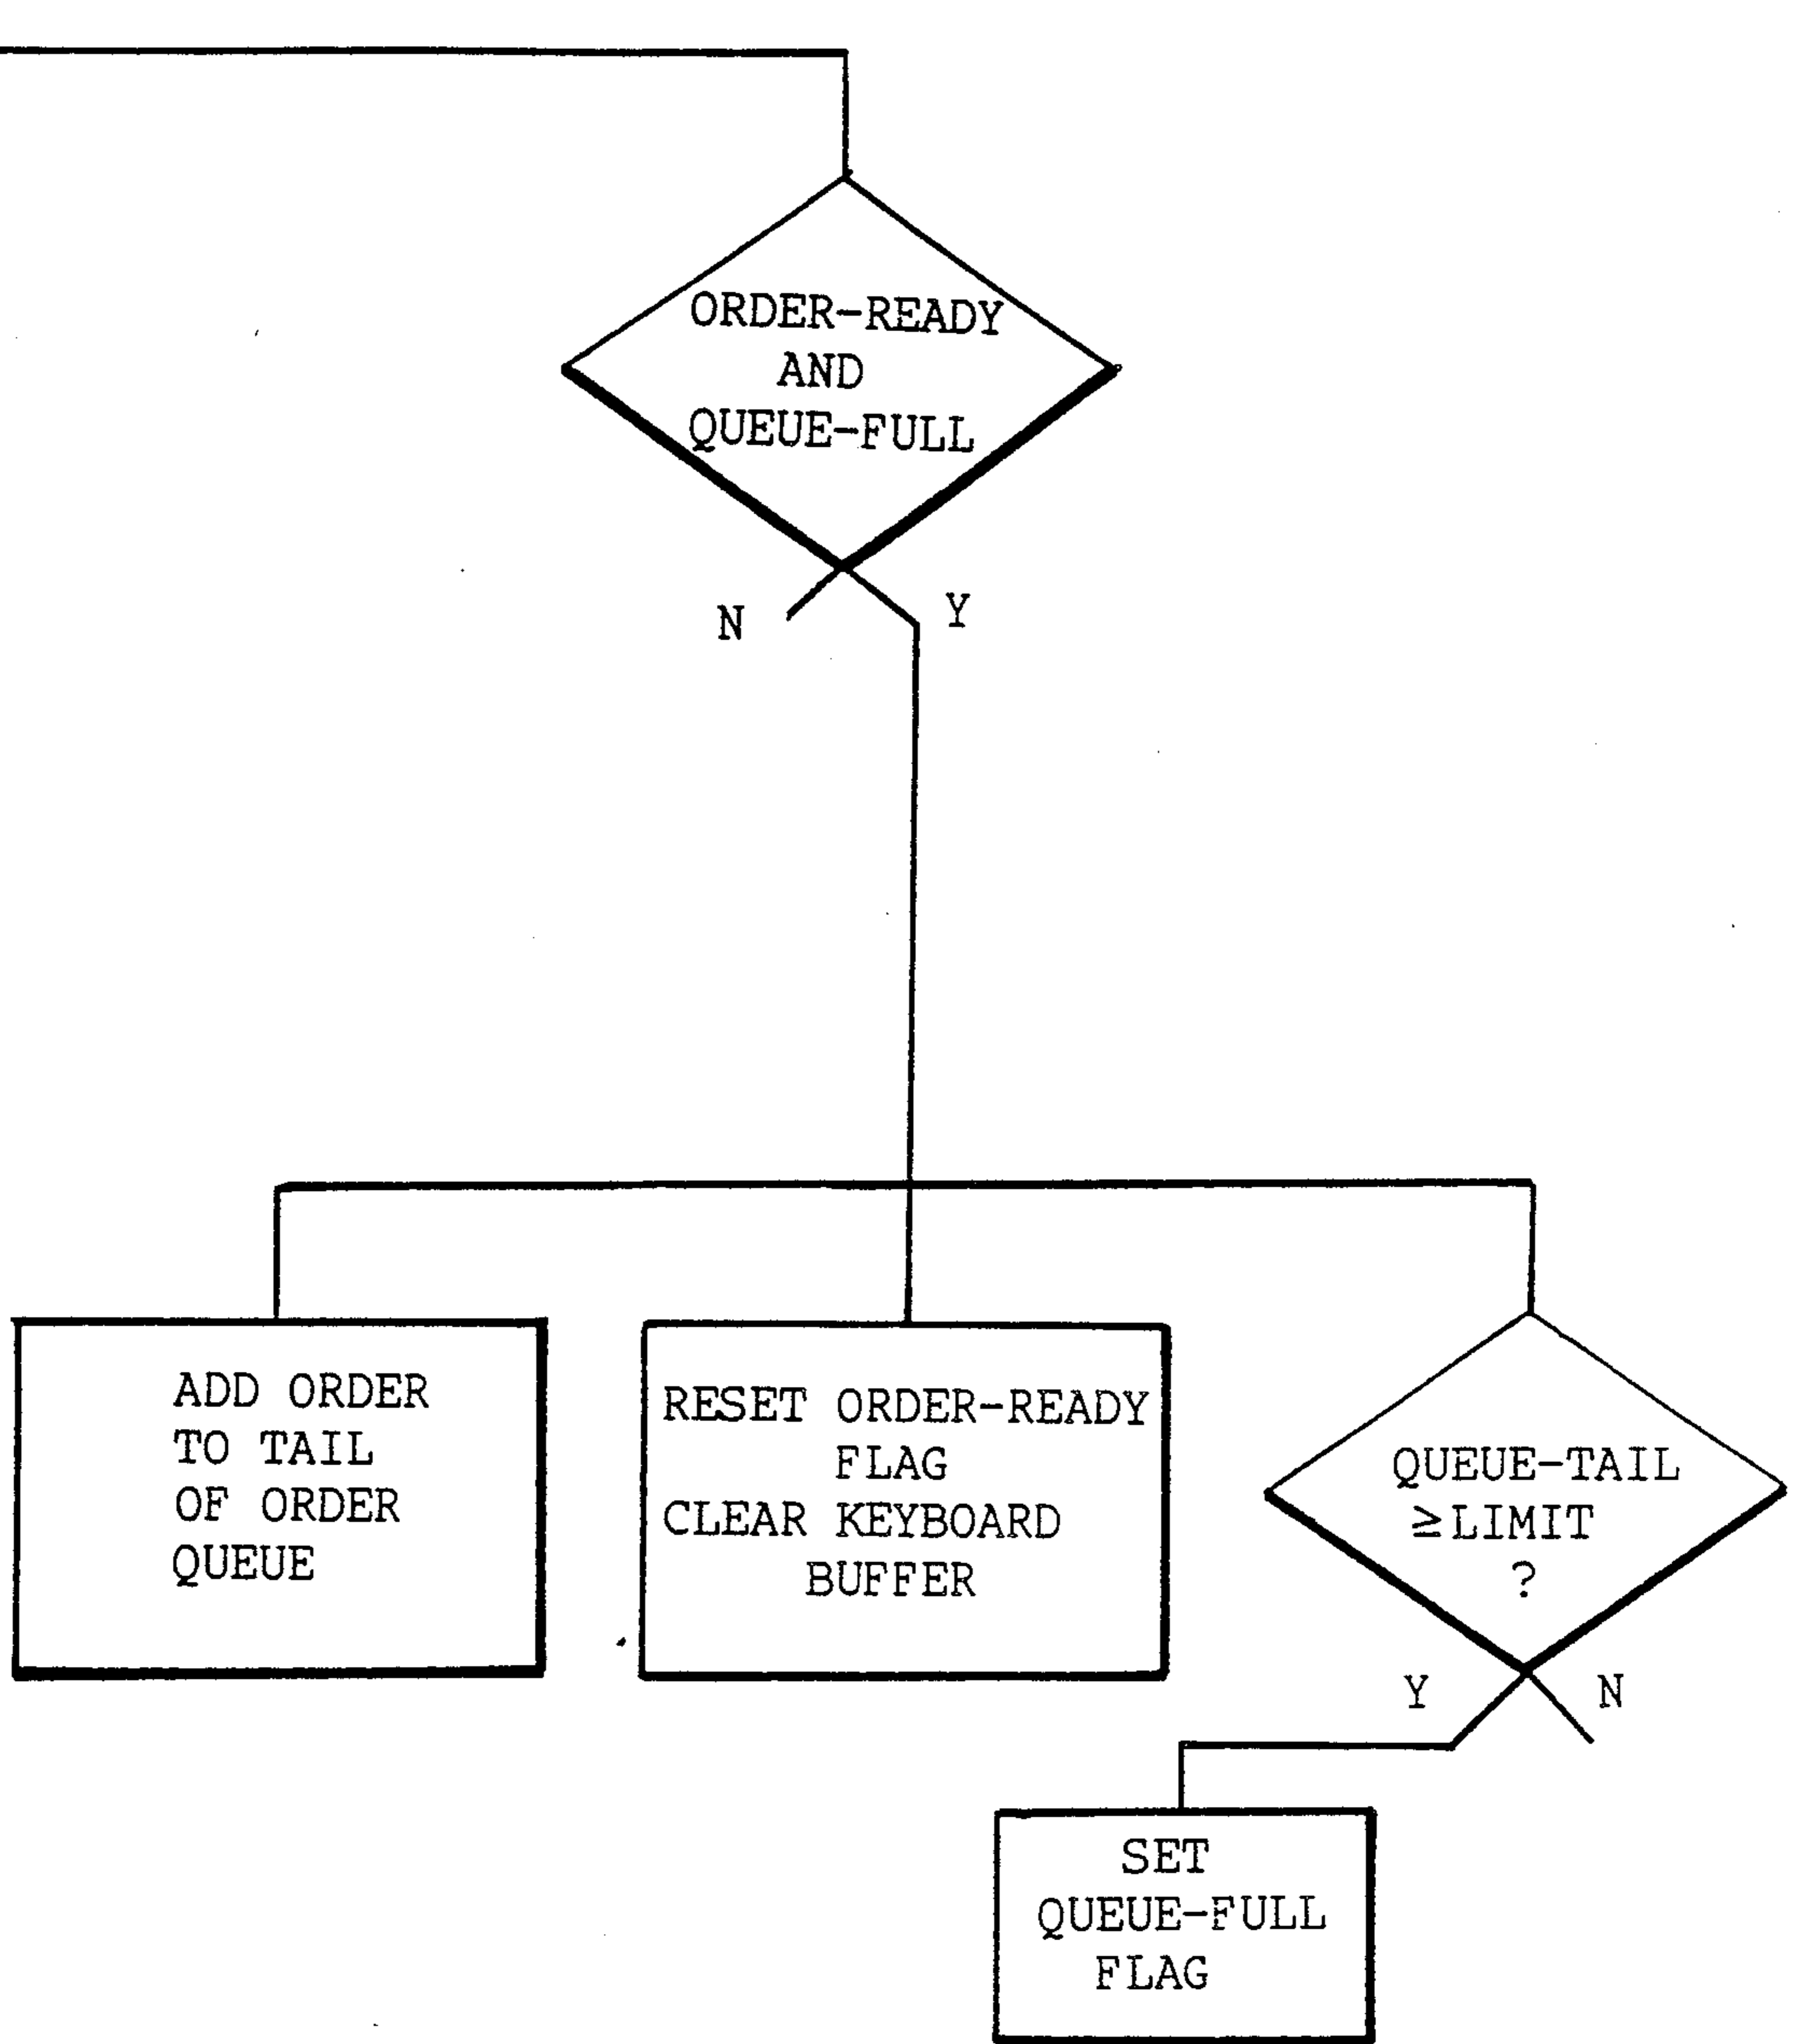 ORDER-READY
AND
QUEUE-FULL
N
Y
ADD ORDER
TO TAIL
OF ORDER
QUEUE
RESET ORDER-READY
FLAG
CLEAR KEYBOARD
BUFFER
QUEUE-TAIL
≥LIMIT
?
Y
N
SET
QUEUE-FULL
FLAG